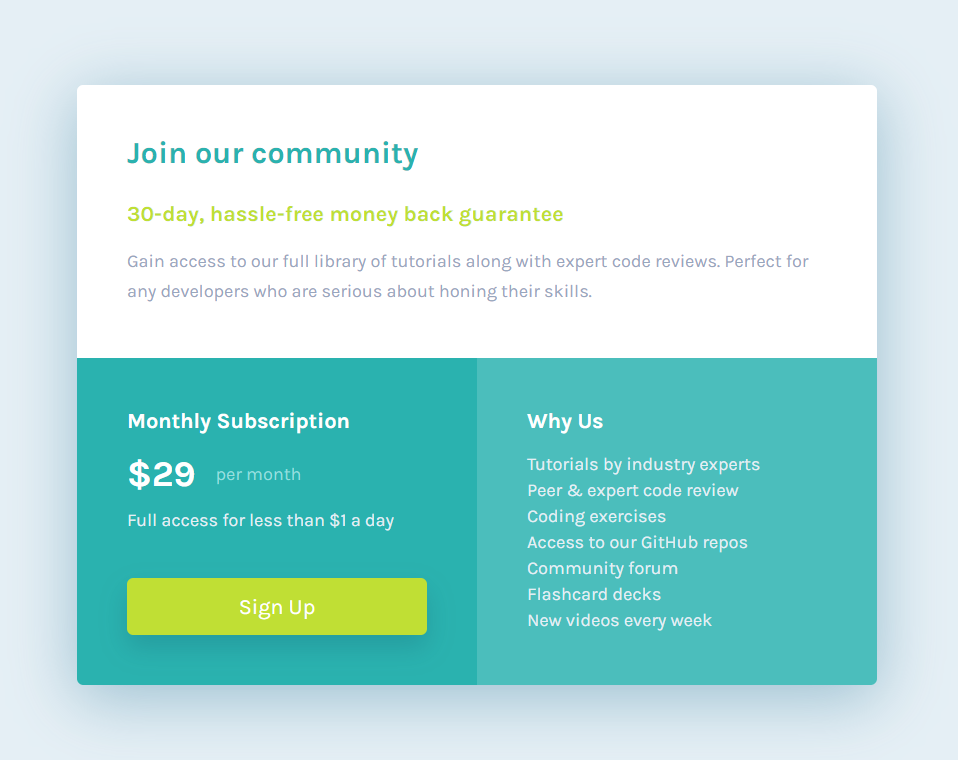 Join our community
30-day, hassle-free money back guarantee
Gain access to our full library of tutorials along with expert code reviews. Perfect for
any developers who are serious about honing their skills.
Monthly Subscription
$29 per month
Full access for less than $1 a day
Sign Up
Why Us
Tutorials by industry experts
Peer & expert code review
Coding exercises
Access to our GitHub repos
Community forum
Flashcard decks
New videos every week